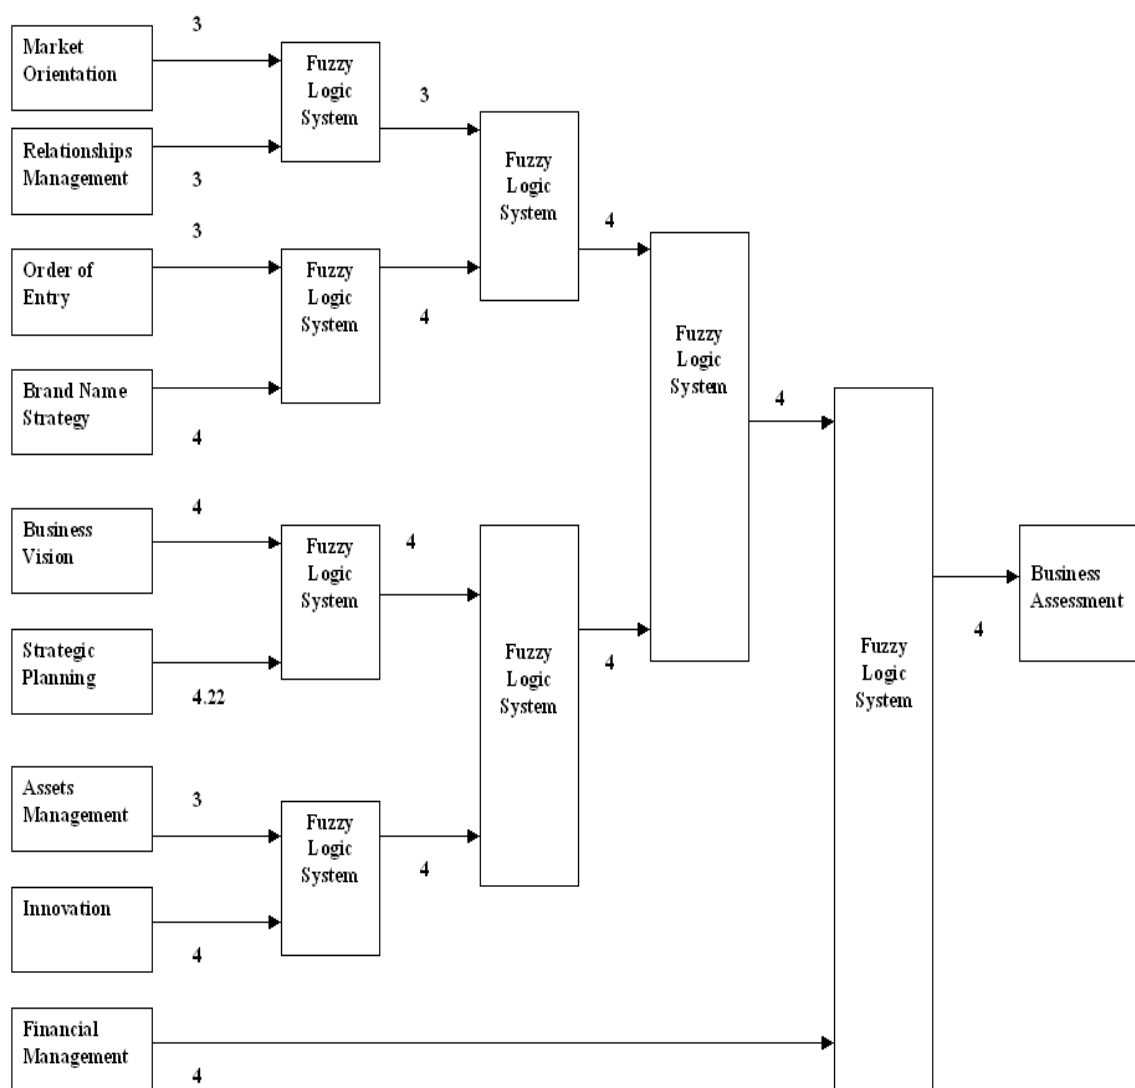 3
Market
Orientation
Fuzzy
Logic
System
3
Relationships
Management
3
Fuzzy
Logic
System
3
4
Order of
Entry
Fuzzy
Logic
System
4
Fuzzy
Logic
System
Brand Name
Strategy
4
4
4
Business
Vision
Fuzzy
Logic
System
4
Business
Assessment
4
Strategic
Planning
4.22
Fuzzy
Logic
System
4
Fuzzy
Logic
System
Assets
Management
3
Fuzzy
Logic
System
4
Innovation
4
Financial
Management
4